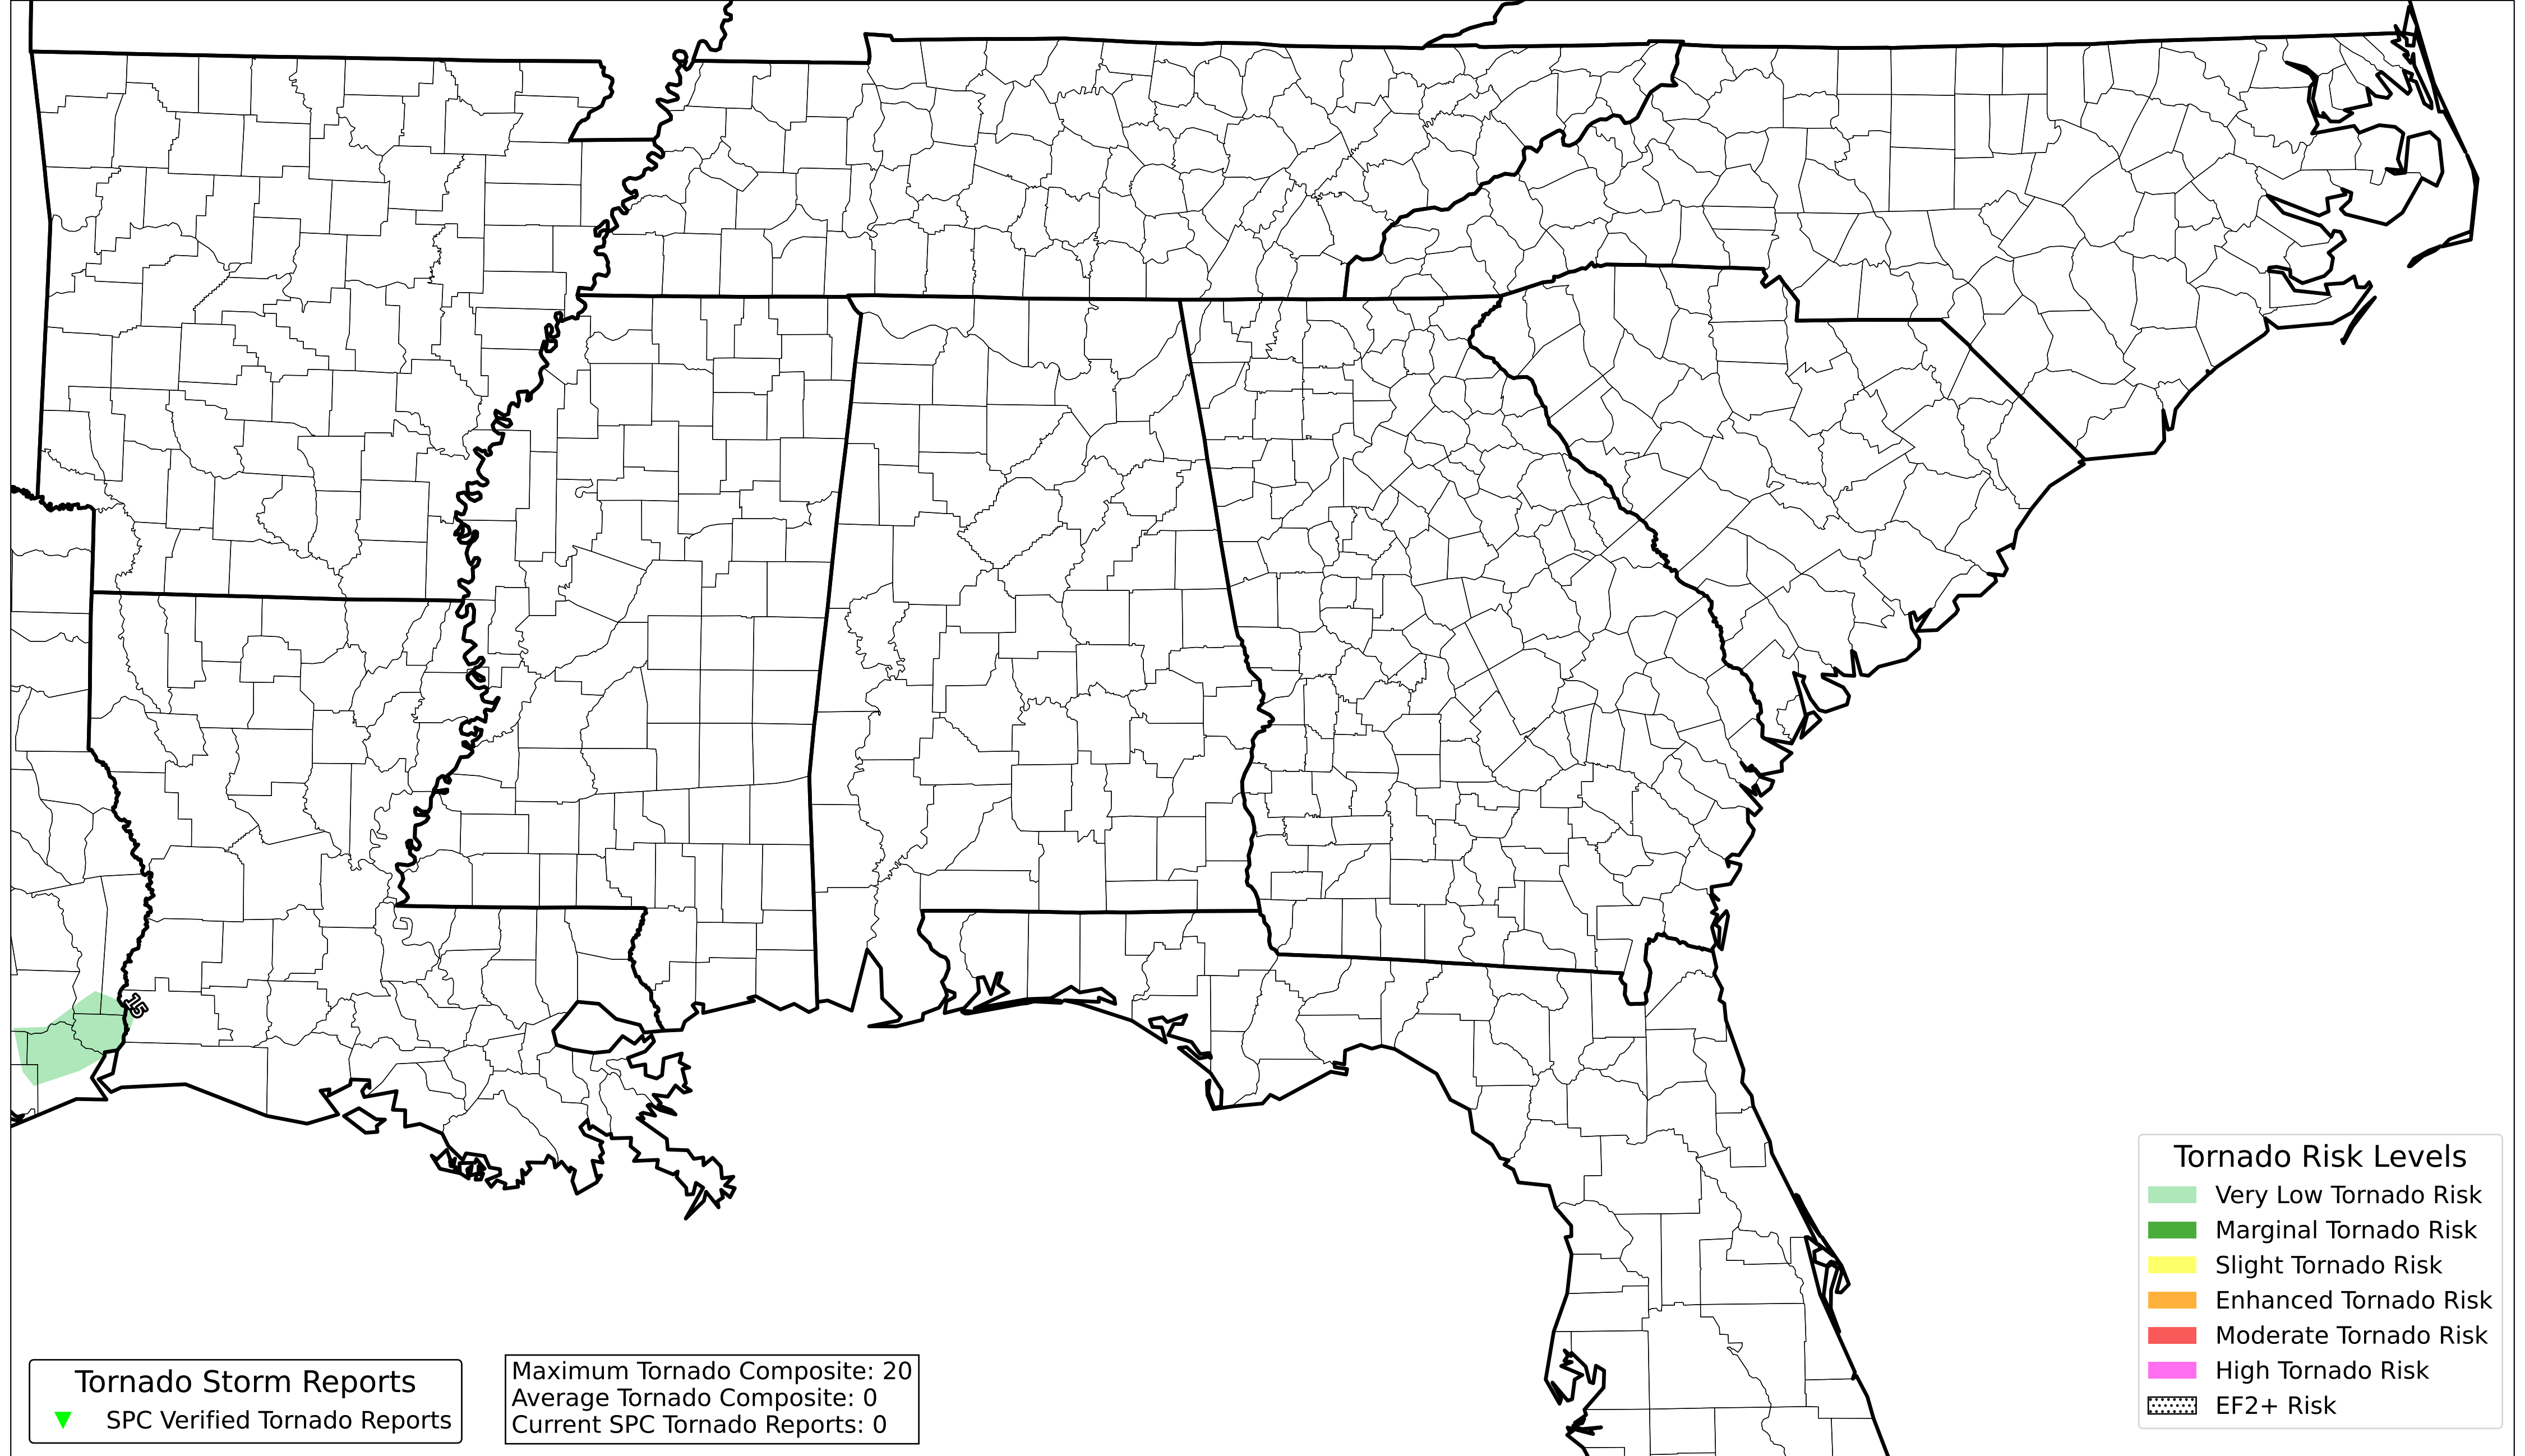 15
Tornado Risk Levels
Very Low Tornado Risk
Marginal Tornado Risk
Slight Tornado Risk
Enhanced Tornado Risk
Moderate Tornado Risk
High Tornado Risk
EF2+ Risk
Tornado Storm Reports
SPC Verified Tornado Reports
Maximum Tornado Composite: 20
Average Tornado Composite: 0
Current SPC Tornado Reports: 0